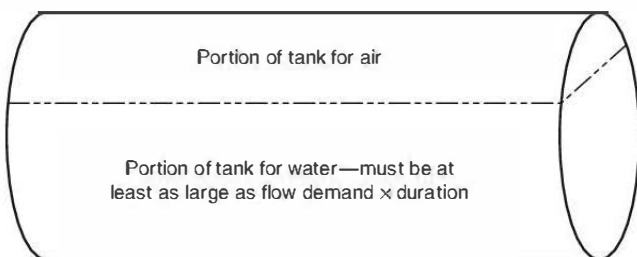 Portion of tank for air
Portion of tank for water—must be at
least as large as flow demand × duration